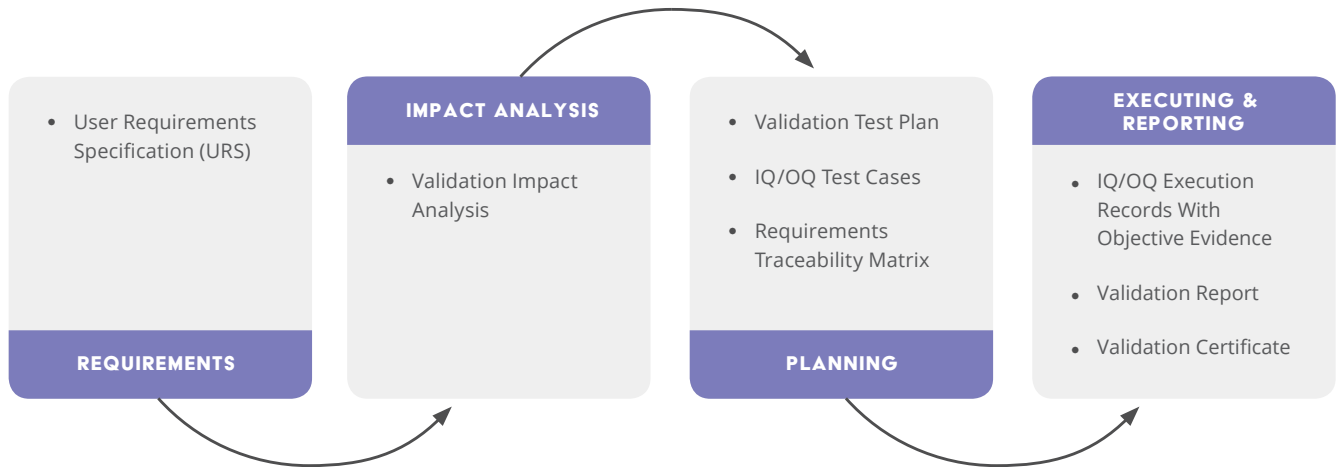 • User Requirements
Specification (URS)
REQUIREMENTS
IMPACT ANALYSIS
• Validation Impact
Analysis
• Validation Test Plan
• IQ/OQ Test Cases
• Requirements
Traceability Matrix
PLANNING
EXECUTING &
REPORTING
• IQ/OQ Execution
Records With
Objective Evidence
• Validation Report
• Validation Certificate